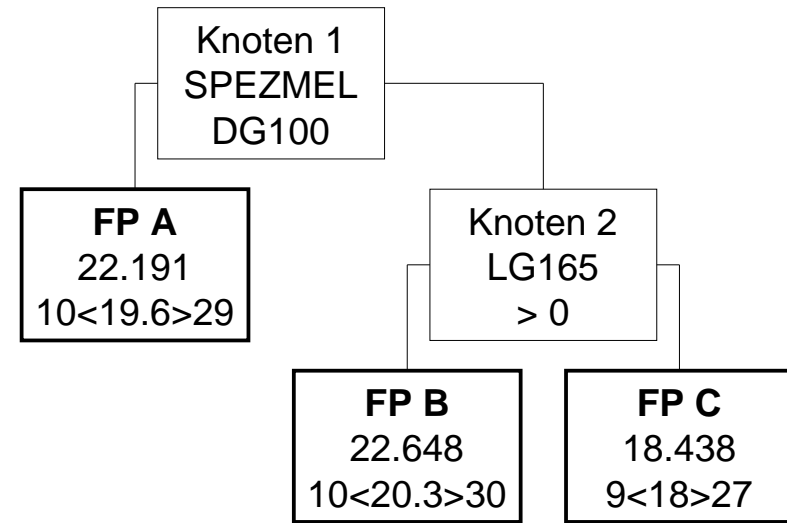 Knoten 1
SPEZMEL
DG100
FP A
22.191
10<19.6>29
Knoten 2
LG165
> 0
FP B
22.648
10<20.3>30
FP C
18.438
9<18>27